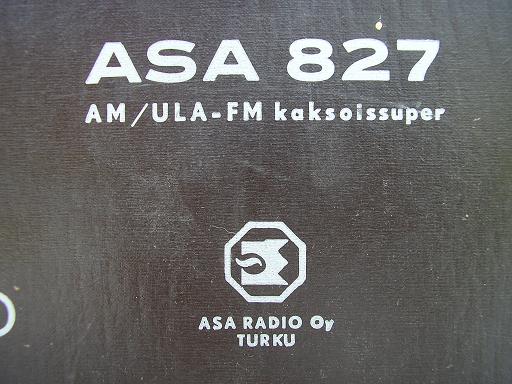 ASA 827
AM/ULA-FM kaksoissuper
ASA RADIO Oy
TURKU